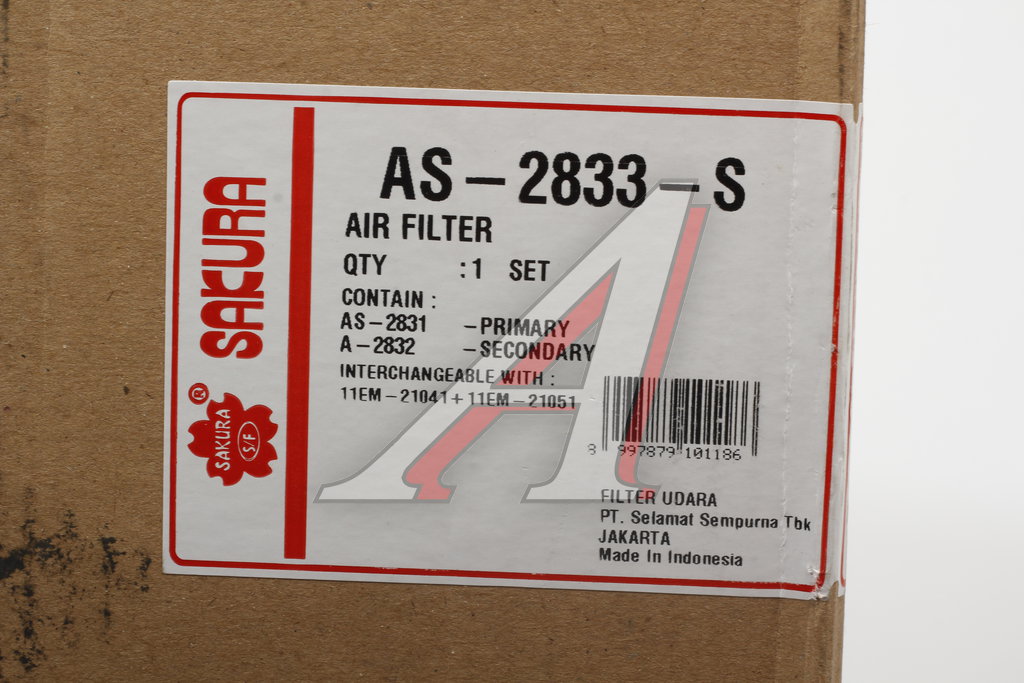 SAKURA
®
SAKURA
S/F
AS-2833-S
AIR FILTER
QTY :1 SET
CONTAIN :
AS-2831 -PRIMARY
A-2832 -SECONDARY
INTERCHANGEABLE WITH :
11EM-21041+11EM-21051
8 997879 101186
FILTER UDARA
PT. Selamat Sempurna Tbk
JAKARTA
Made In Indonesia
A